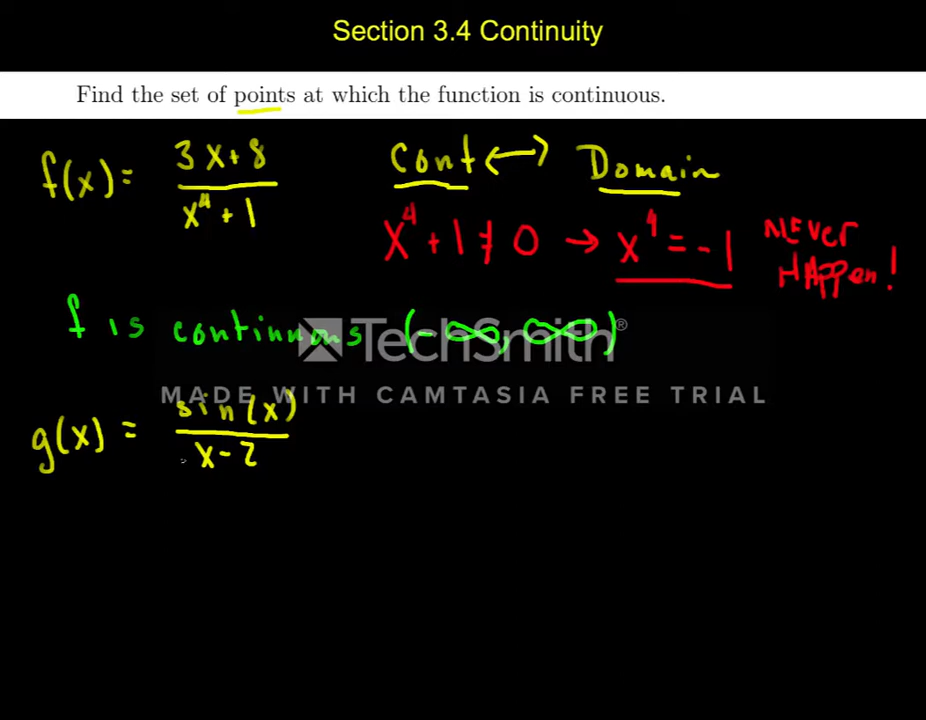 Section 3.4 Continuity
Find the set of points at which the function is continuous.
f(x) = (3x+8)/(x⁴+1)
Cont ↔ Domain
x⁴ + 1 ≠ 0 → x⁴ = -1 NEVER HAppen!
f is continuous (-∞, ∞)
TechSmith®
MADE WITH CAMTASIA FREE TRIAL
g(x) = sin(x)/(x-2)